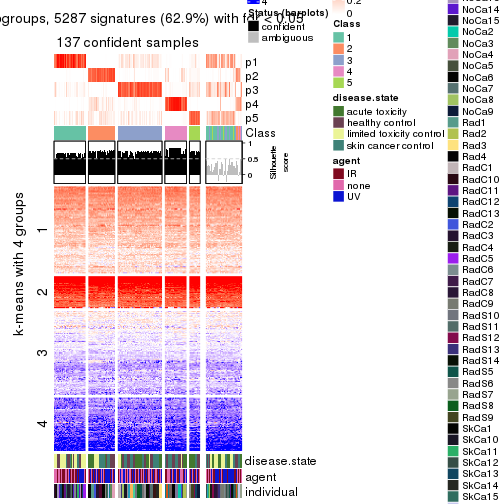 ogroups, 5287 signatures (62.9%) with fdr < 0.05
137 confident samples
p1
p2
p3
p4
p5
Class
1
0.5
0
Silhouette
score
k-means with 4 groups
1
2
3
4
disease.state
agent
individual
4
Status (barplots)
confident
ambiguous
0.2
0
Class
1
2
3
4
5
disease.state
acute toxicity
healthy control
limited toxicity control
skin cancer control
agent
IR
none
UV
NoCa14
NoCa15
NoCa2
NoCa3
NoCa4
NoCa5
NoCa6
NoCa7
NoCa8
NoCa9
Rad1
Rad2
Rad3
Rad4
RadC1
RadC10
RadC11
RadC12
RadC13
RadC2
RadC3
RadC4
RadC5
RadC6
RadC7
RadC8
RadC9
RadS10
RadS11
RadS12
RadS13
RadS14
RadS5
RadS6
RadS7
RadS8
RadS9
SkCa1
SkCa10
SkCa11
SkCa12
SkCa13
SkCa14
SkCa15